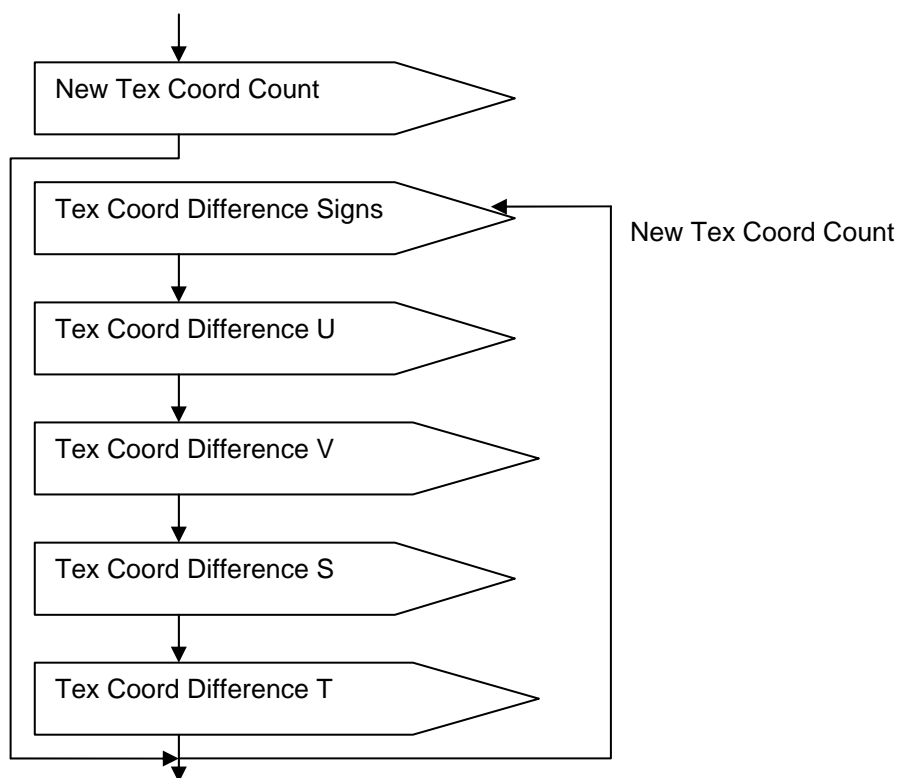 New Tex Coord Count
Tex Coord Difference Signs
New Tex Coord Count
Tex Coord Difference U
Tex Coord Difference V
Tex Coord Difference S
Tex Coord Difference T